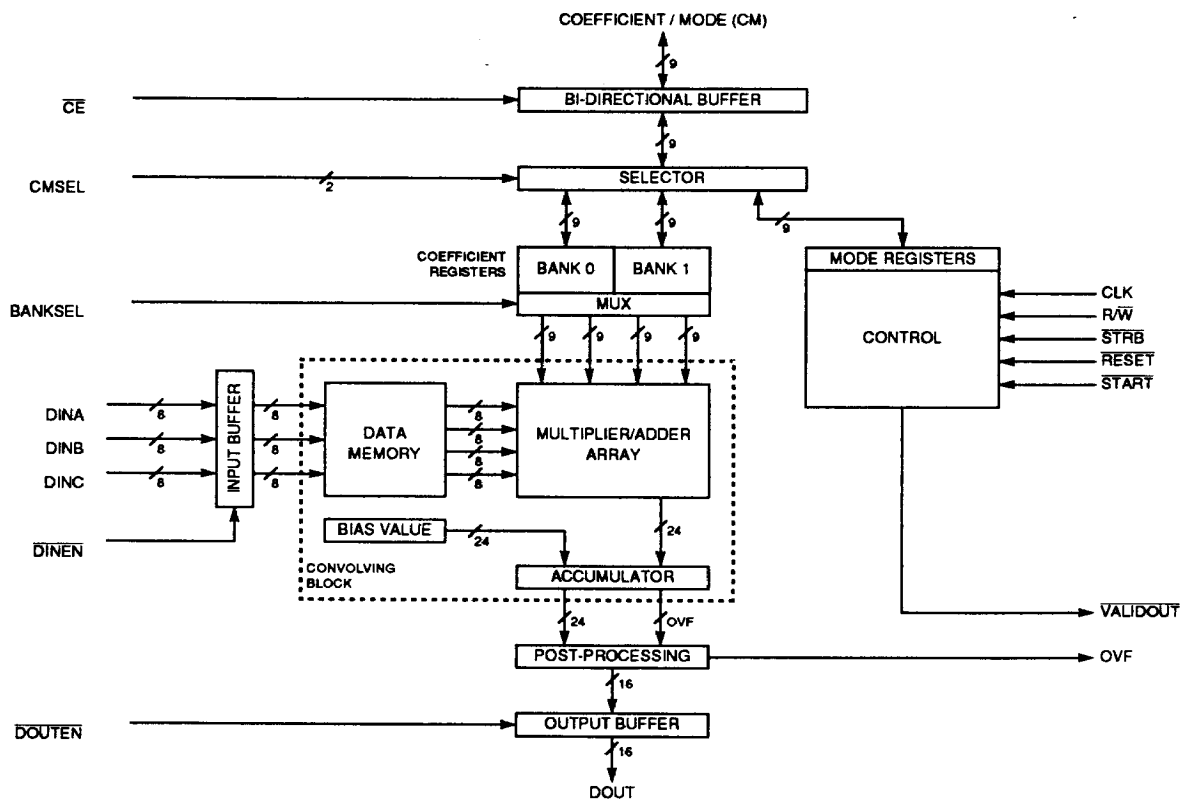 COEFFICIENT / MODE (CM)
9
CE
BI-DIRECTIONAL BUFFER
9
CMSEL
2
SELECTOR
9
9
9
COEFFICIENT
REGISTERS
BANK 0
BANK 1
MODE REGISTERS
BANKSEL
MUX
CLK
R/W
CONTROL
STRB
RESET
START
9
9
9
9
DINA
8
8
8
DINB
8
8
8
DINC
8
8
8
8
INPUT BUFFER
DATA
MEMORY
MULTIPLIER/ADDER
ARRAY
DINEN
BIAS VALUE
24
24
CONVOLVING
BLOCK
ACCUMULATOR
24
OVF
VALIDOUT
POST-PROCESSING
OVF
16
DOUTEN
OUTPUT BUFFER
16
DOUT